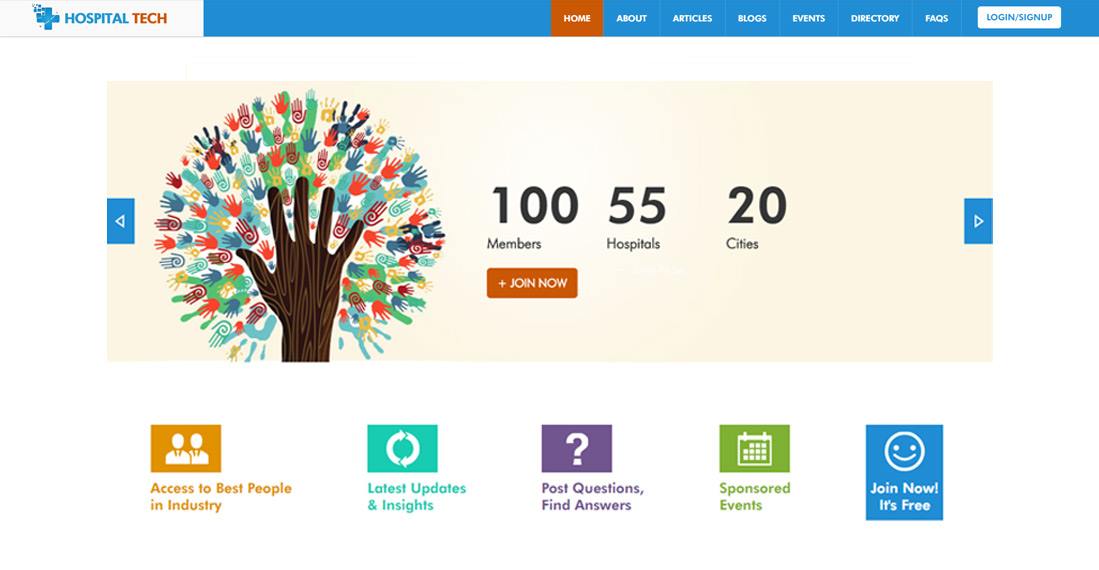 HOSPITAL TECH
HOME ABOUT ARTICLES BLOGS EVENTS DIRECTORY FAQS LOGIN/SIGNUP
100 55 20
Members Hospitals Cities
+ JOIN NOW
Access to Best People
in Industry
Latest Updates
& Insights
Post Questions,
Find Answers
Sponsored
Events
Join Now!
It's Free